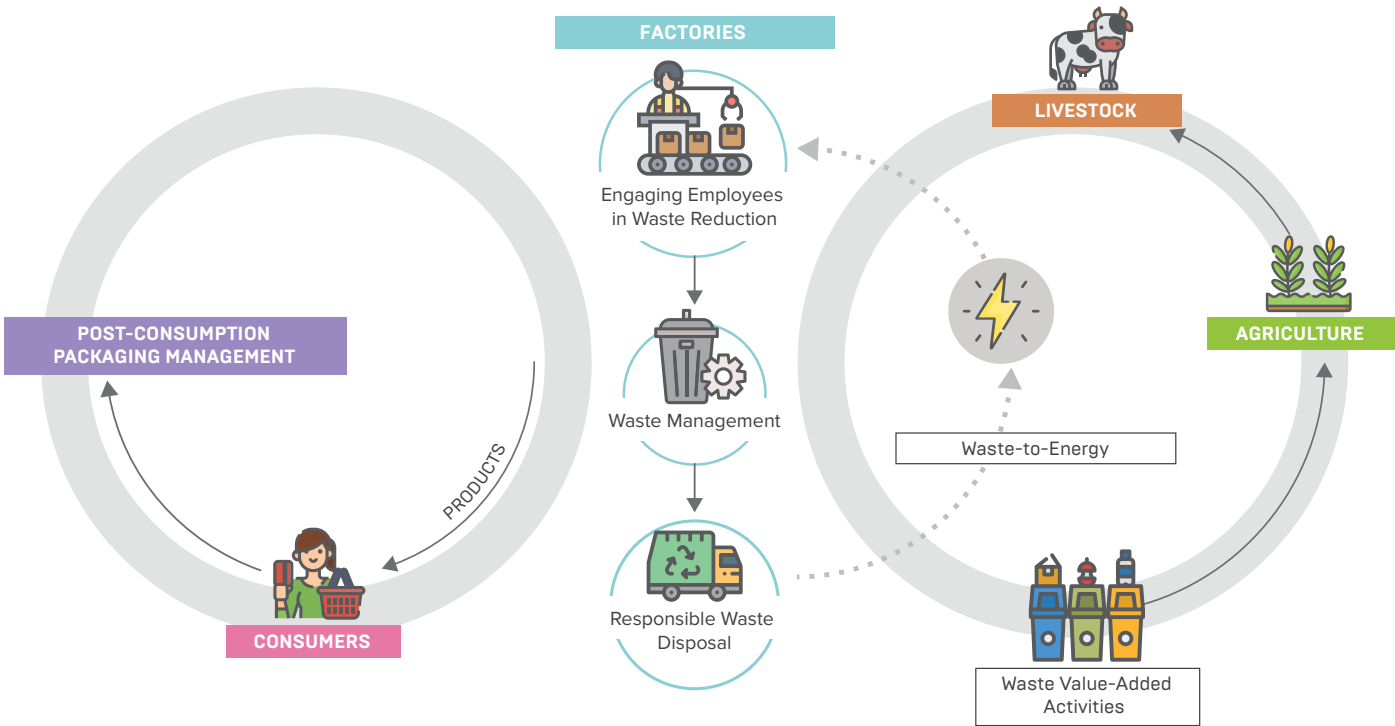 FACTORIES
Engaging Employees
in Waste Reduction
Waste Management
Responsible Waste
Disposal
POST-CONSUMPTION
PACKAGING MANAGEMENT
PRODUCTS
CONSUMERS
LIVESTOCK
AGRICULTURE
Waste-to-Energy
Waste Value-Added
Activities